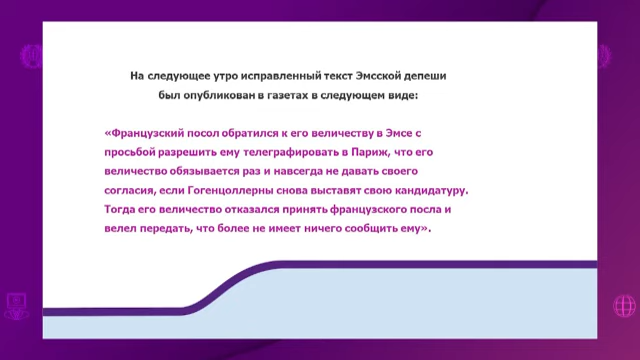 На следующее утро исправленный текст Эмсской депеши
был опубликован в газетах в следующем виде:
«Французский посол обратился к его величеству в Эмсе с
просьбой разрешить ему телеграфировать в Париж, что его
величество обязывается раз и навсегда не давать своего
согласия, если Гогенцоллерны снова выставят свою кандидатуру.
Тогда его величество отказался принять французского посла и
велел передать, что более не имеет ничего сообщить ему».